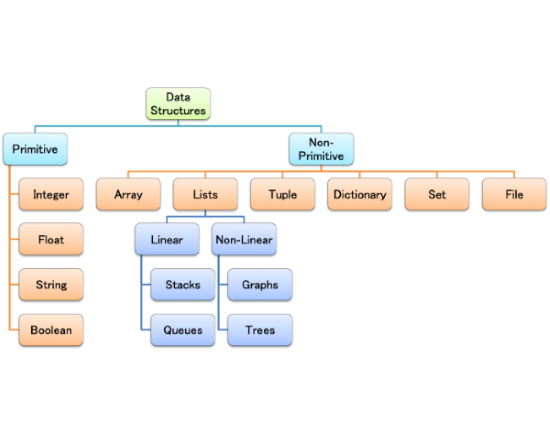 Data
Structures
Primitive
Non-
Primitive
Integer
Array
Lists
Tuple
Dictionary
Set
File
Float
Linear
Non-Linear
String
Stacks
Graphs
Boolean
Queues
Trees